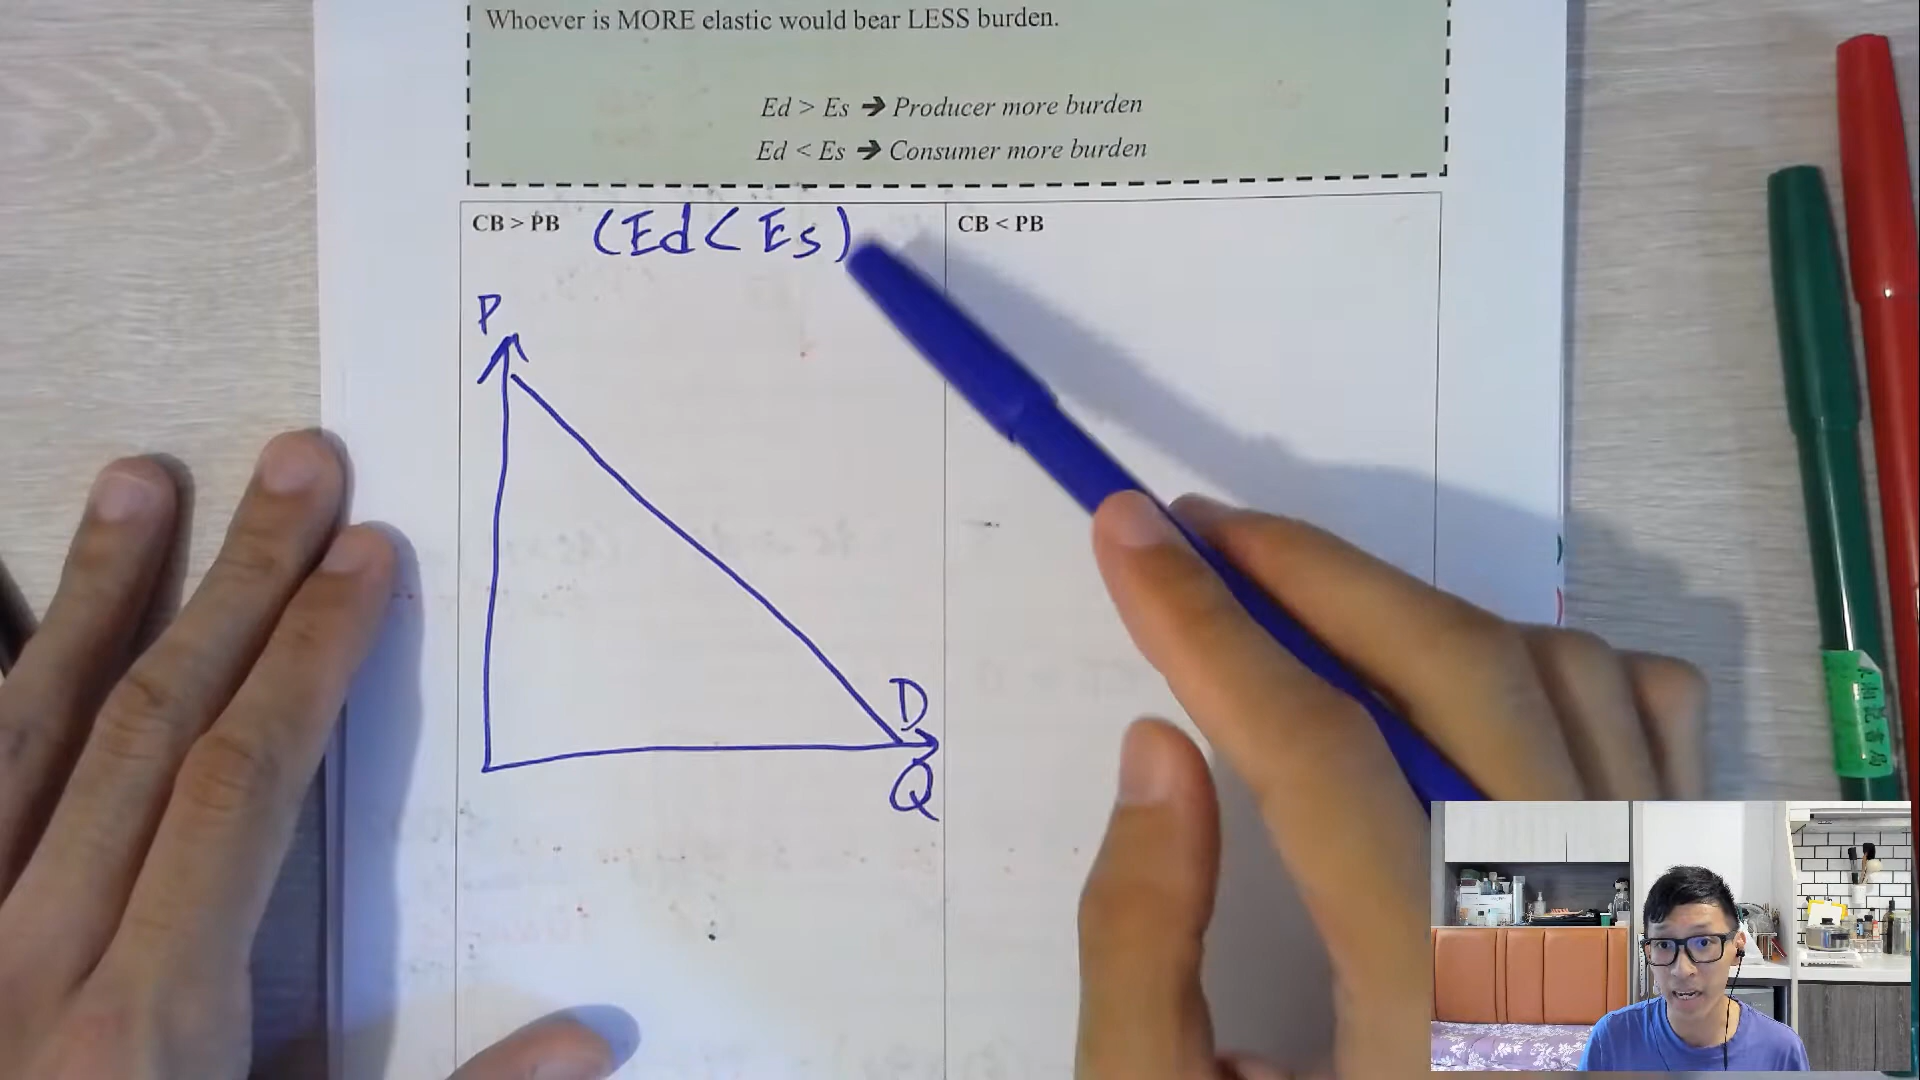 Whoever is MORE elastic would bear LESS burden.
Ed > Es ➔ Producer more burden
Ed < Es ➔ Consumer more burden
CB > PB (Ed < Es)
CB < PB
P
D
Q